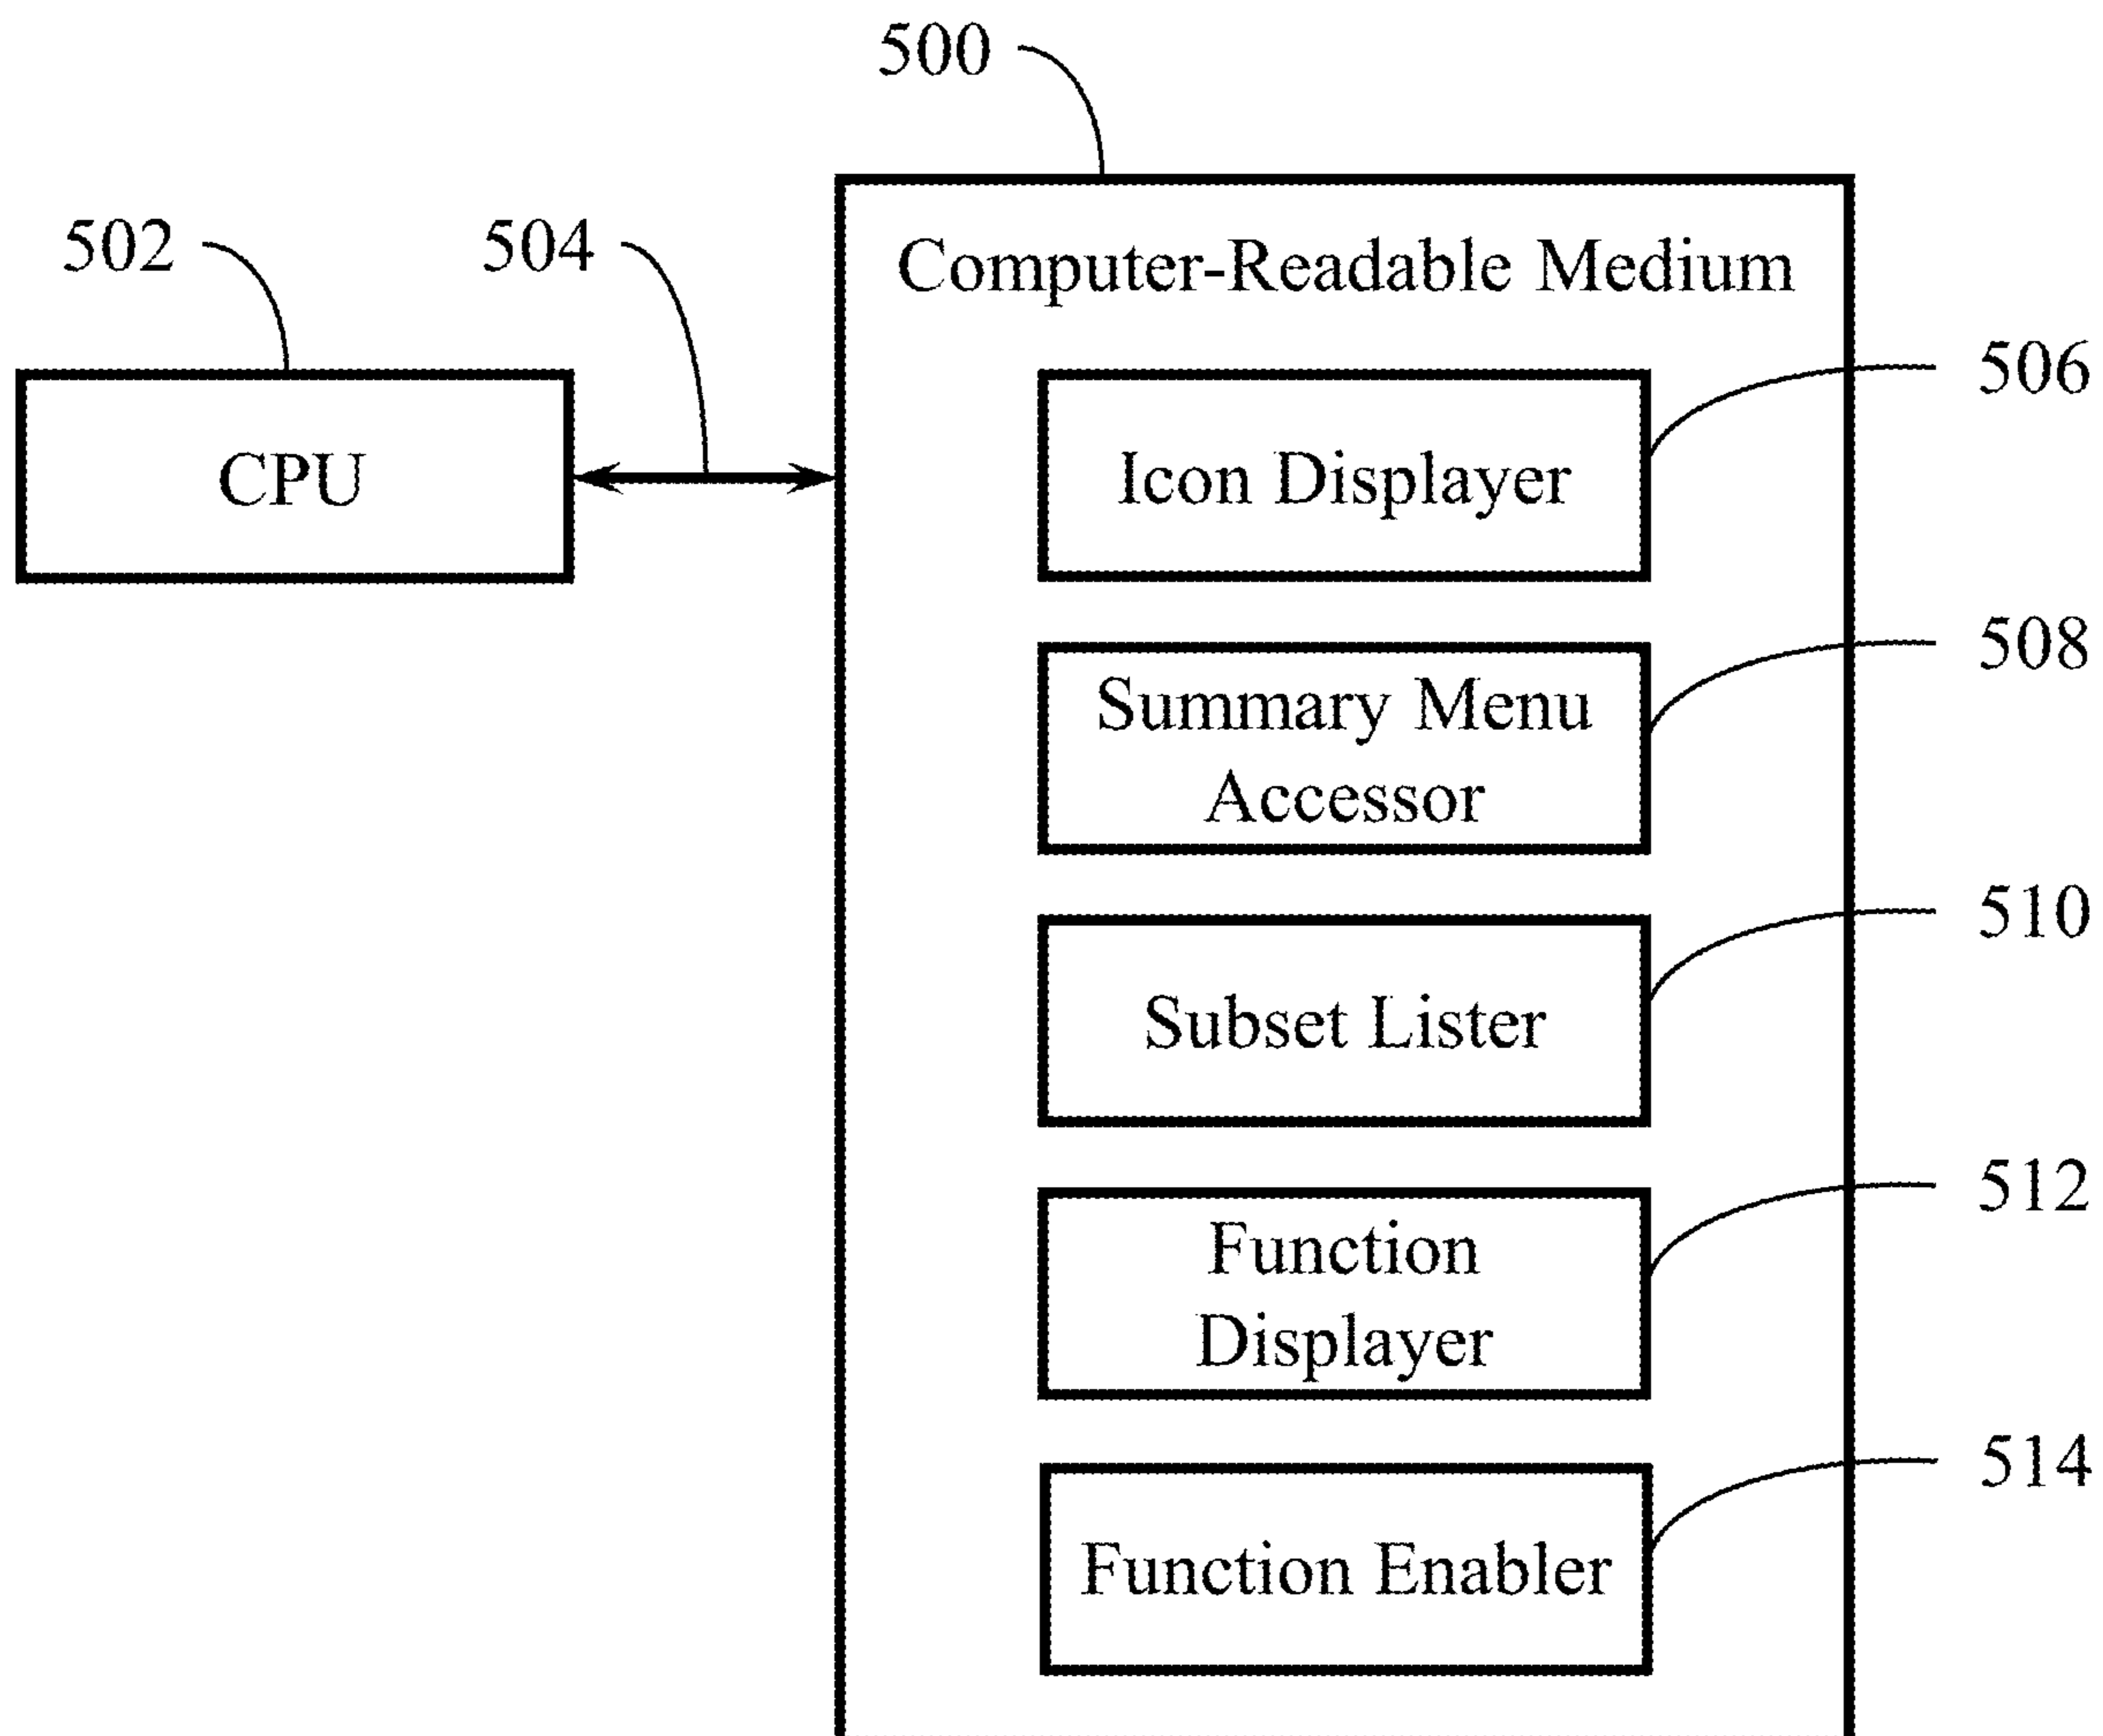 500
502
504
Computer-Readable Medium
506
CPU
Icon Displayer
508
Summary Menu
Accessor
510
Subset Lister
512
Function
Displayer
514
Function Enabler